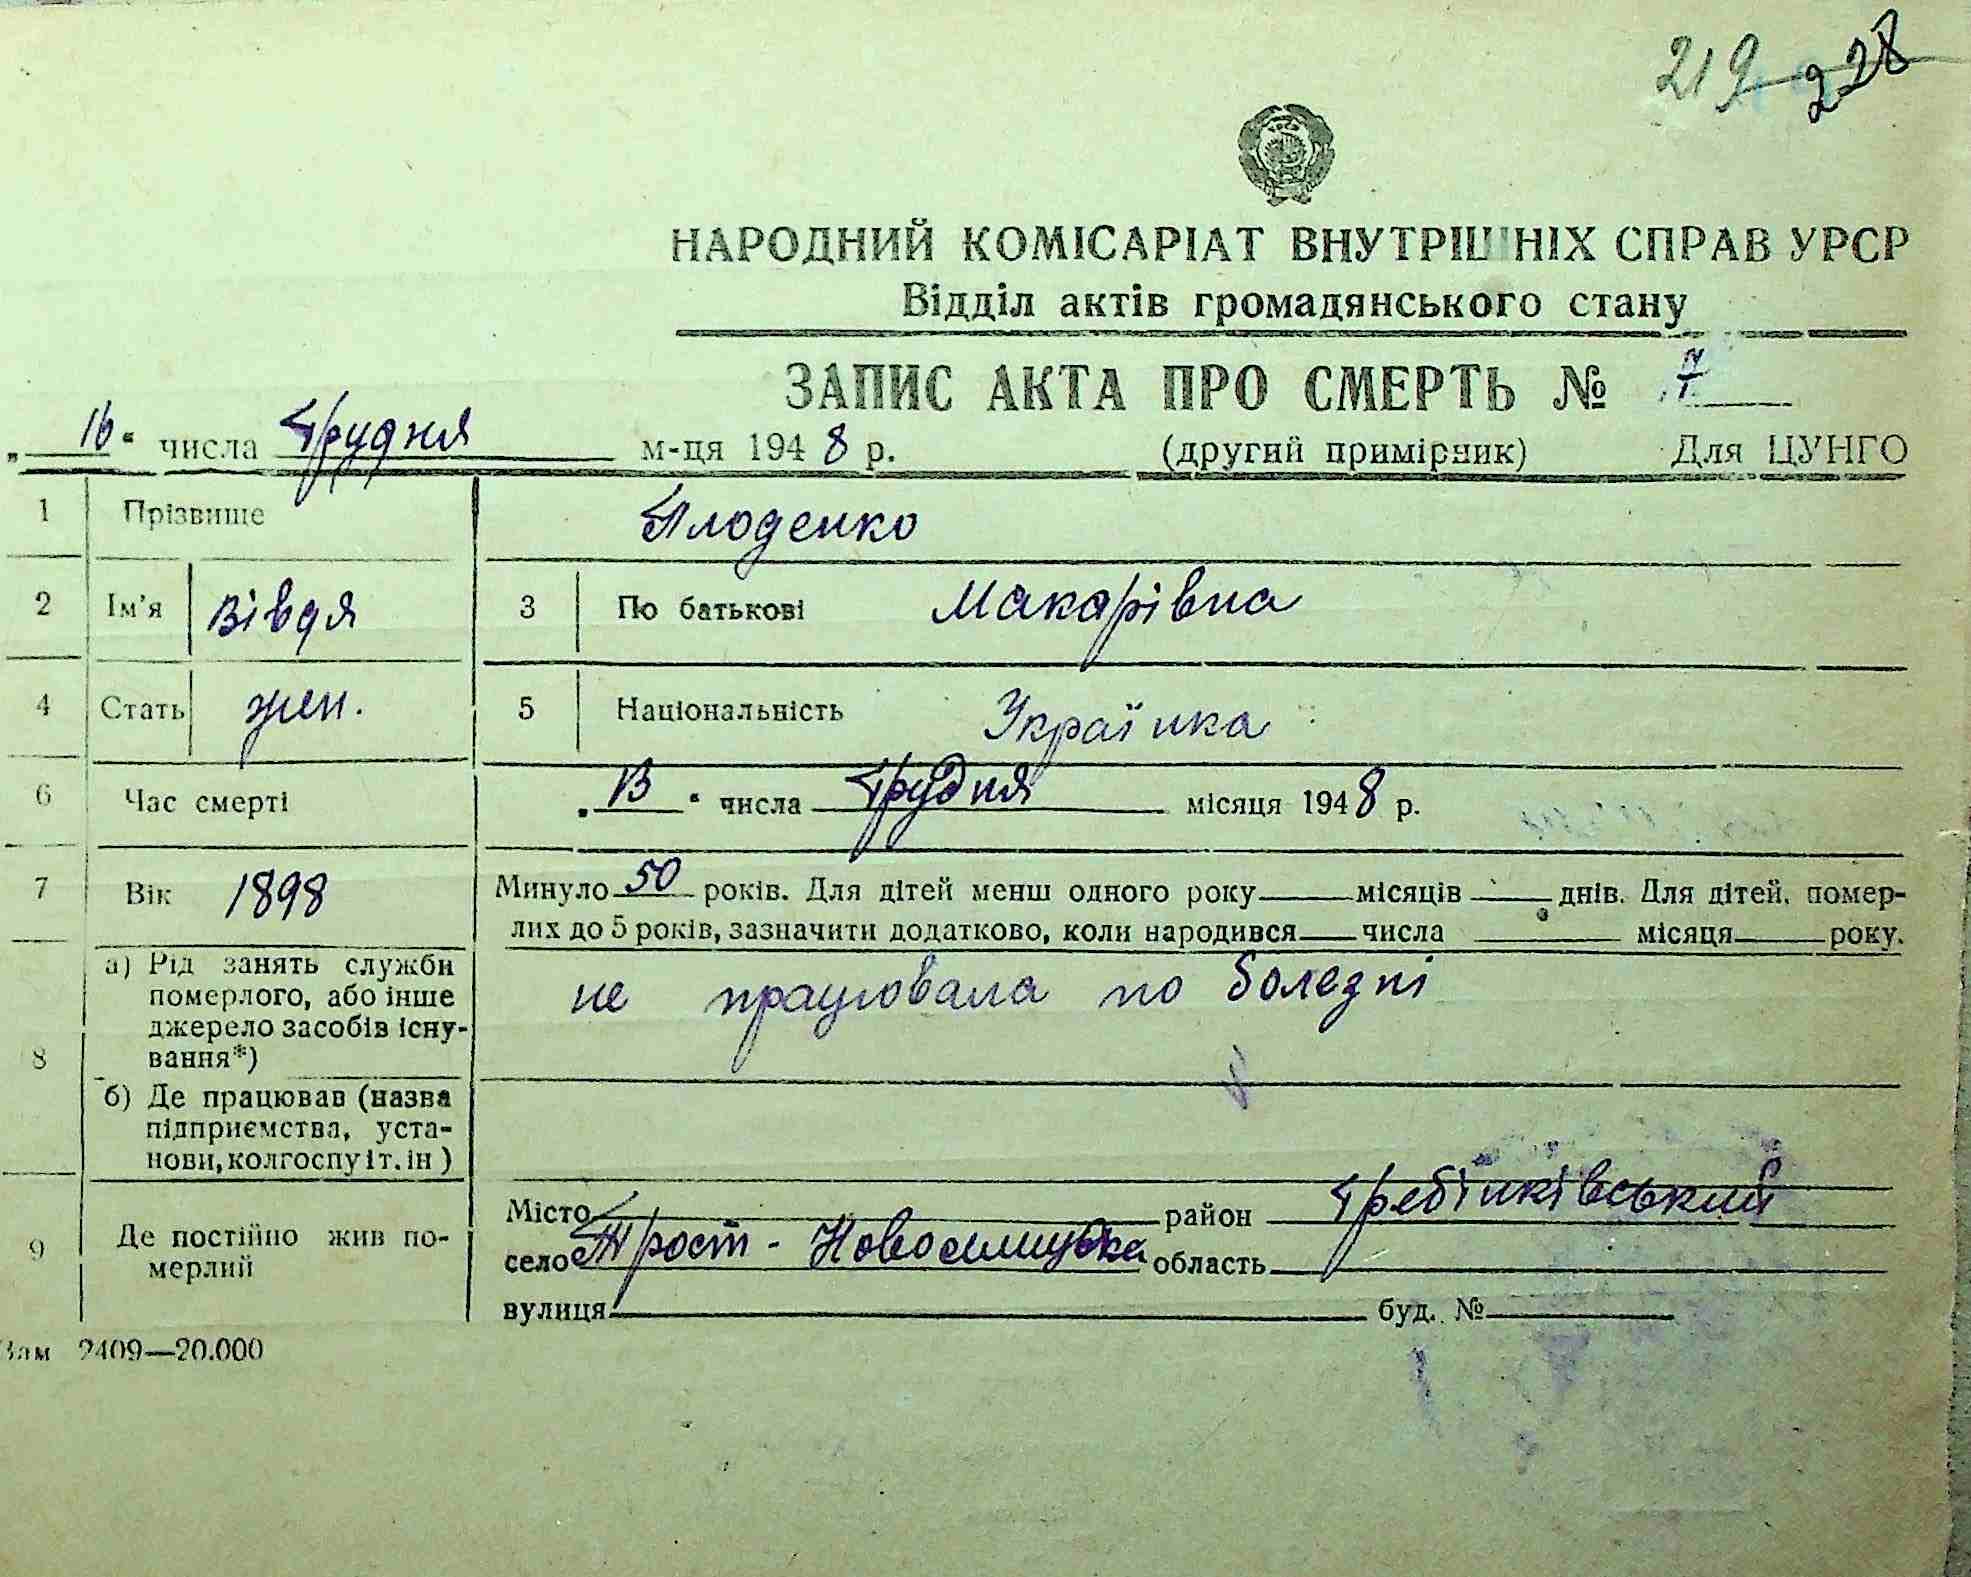 219 228
НАРОДНИЙ КОМІСАРІАТ ВНУТРІШНІХ СПРАВ УРСР
Відділ актів громадянського стану
ЗАПИС АКТА ПРО СМЕРТЬ № 7
„16“ числа Грудня м-ця 1948 р. (другий примірник) Для ЦУНГО
1 Прізвище Плоденко
2 Ім'я Вівдя 3 По батькові Макарівна
4 Стать жен. 5 Національність Українка
6 Час смерті „13“ числа Грудня місяця 1948 р.
7 Вік 1898 Минуло 50 років. Для дітей менш одного року місяців днів. Для дітей, помер-
лих до 5 років, зазначити додатково, коли народився числа місяця року.
8 а) Рід занять служби
померлого, або інше
джерело засобів існу-
вання*)
не працювала по болезні
б) Де працював (назва
підприємства, уста-
нови, колгоспу і т. ін)
9 Де постійно жив по-
мерлий
Місто район Гребінківський
село Трост-Новоселицька область
вулиця буд. №
Зам 2409—20.000